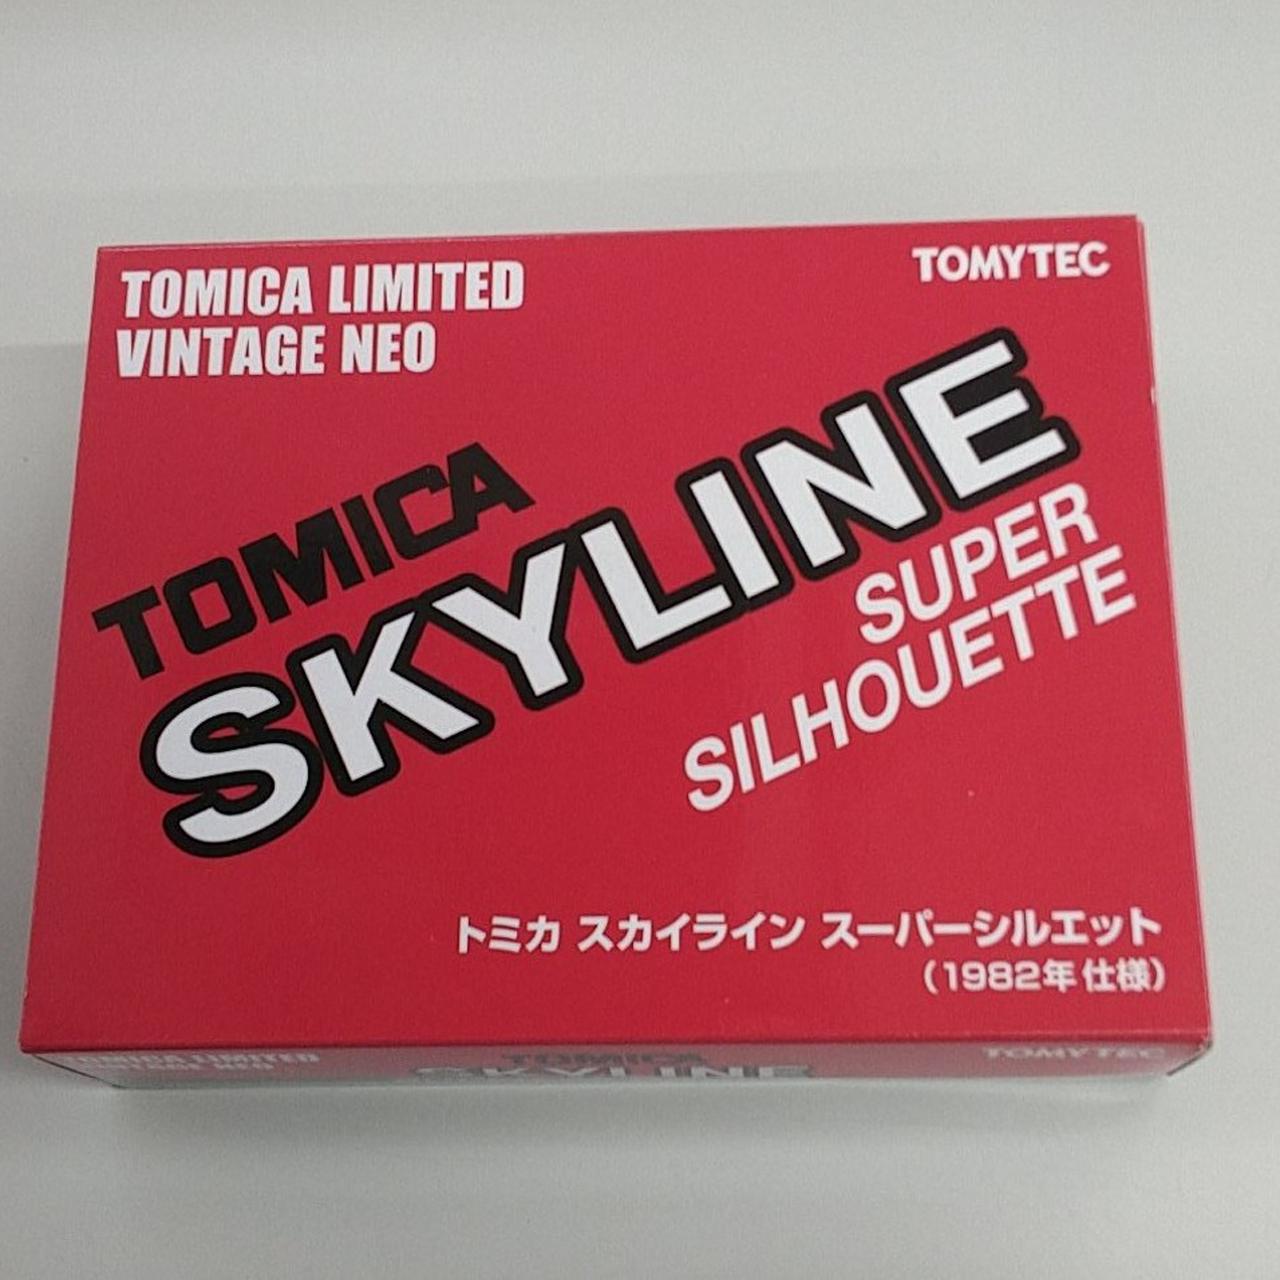 TOMICA LIMITED
VINTAGE NEO
TOMYTEC
TOMICA
SKYLINE
SUPER
SILHOUETTE
トミカ スカイライン スーパーシルエット
（1982年 仕様）
TOMICA LIMITED
VINTAGE NEO
TOMICA
SKYLINE
TOMYTEC